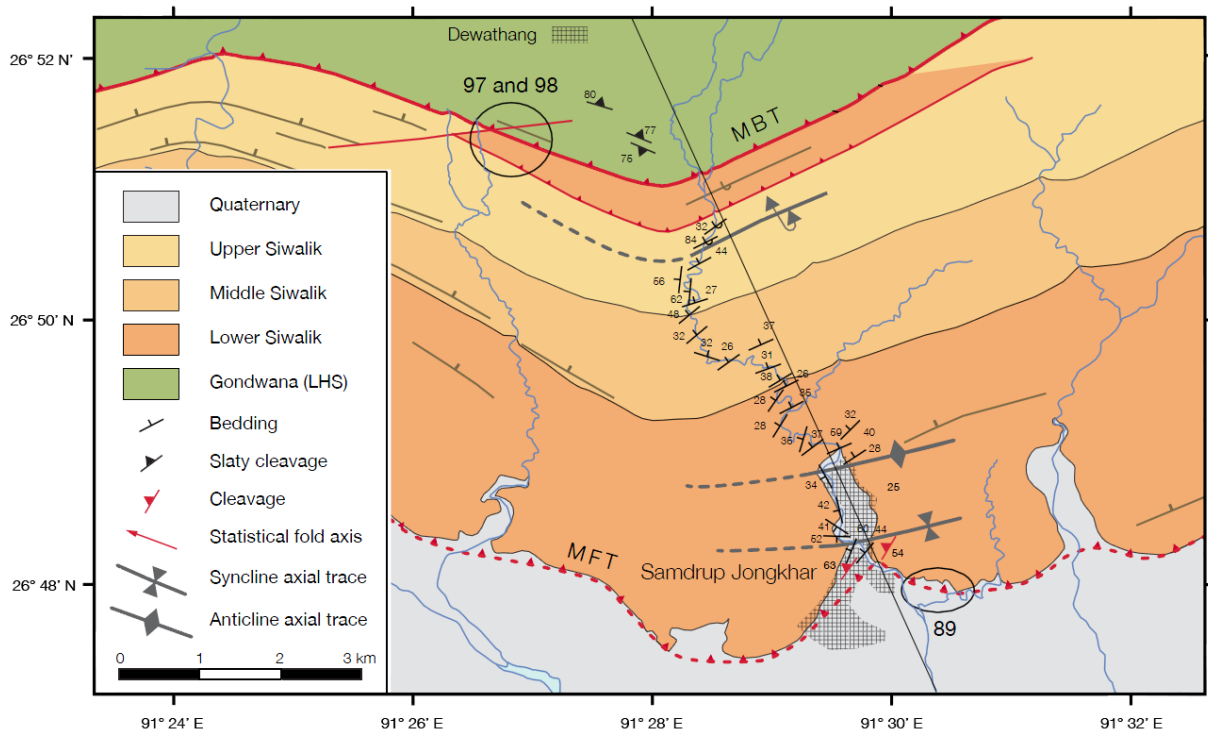 Dewathang
26° 52 N'
97 and 98
80
77
76
MBT
32
84
44
66
62
27
48
26° 50' N
32
32
26
37
31
38
26
28
35
28
35
37
59
32
40
28
34
25
42
41
52
60
44
54
63
MFT
Samdrup Jongkhar
26° 48' N
89
Quaternary
Upper Siwalik
Middle Siwalik
Lower Siwalik
Gondwana (LHS)
Bedding
Slaty cleavage
Cleavage
Statistical fold axis
Syncline axial trace
Anticline axial trace
0 1 2 3 km
91° 24' E 91° 26' E 91° 28' E 91° 30' E 91° 32' E